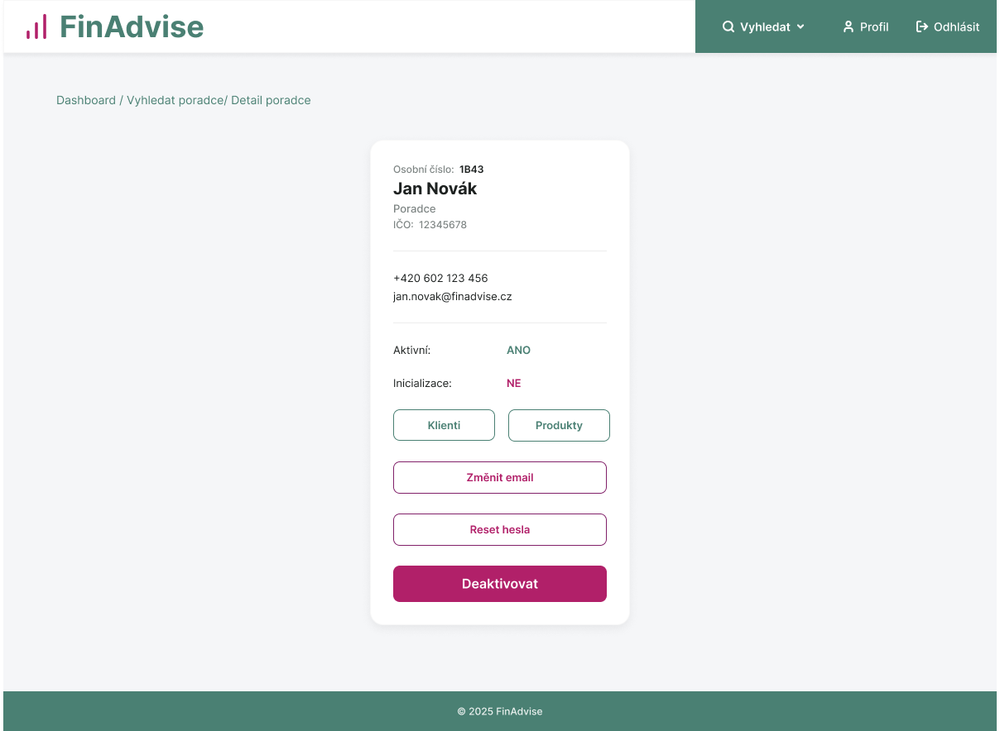 FinAdvise
Vyhledat
Profil
Odhlásit
Dashboard / Vyhledat poradce/ Detail poradce
Osobní číslo: 1B43
Jan Novák
Poradce
IČO: 12345678
+420 602 123 456
jan.novak@finadvise.cz
Aktivní: ANO
Inicializace: NE
Klienti
Produkty
Změnit email
Reset hesla
Deaktivovat
© 2025 FinAdvise